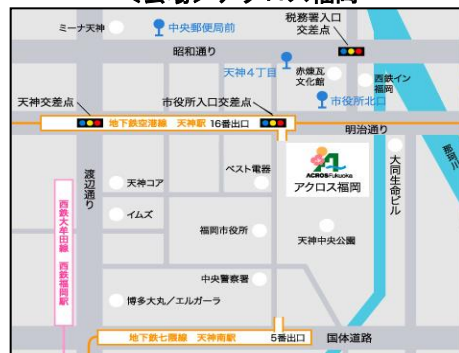 ミーナ天神
中央郵便局前
税務署入口
交差点
昭和通り
天神4丁目
赤煉瓦
文化館
西鉄イン
福岡
市役所北口
天神交差点
市役所入口交差点
地下鉄空港線 天神駅 16番出口
明治通り
那珂川
渡辺通り
天神コア
ベスト電器
ACROS Fukuoka
アクロス福岡
大同生命ビル
イムズ
福岡市役所
天神中央公園
西鉄大牟田線 西鉄福岡駅
中央警察署
博多大丸/エルガーラ
地下鉄七隈線 天神南駅 5番出口
国体道路